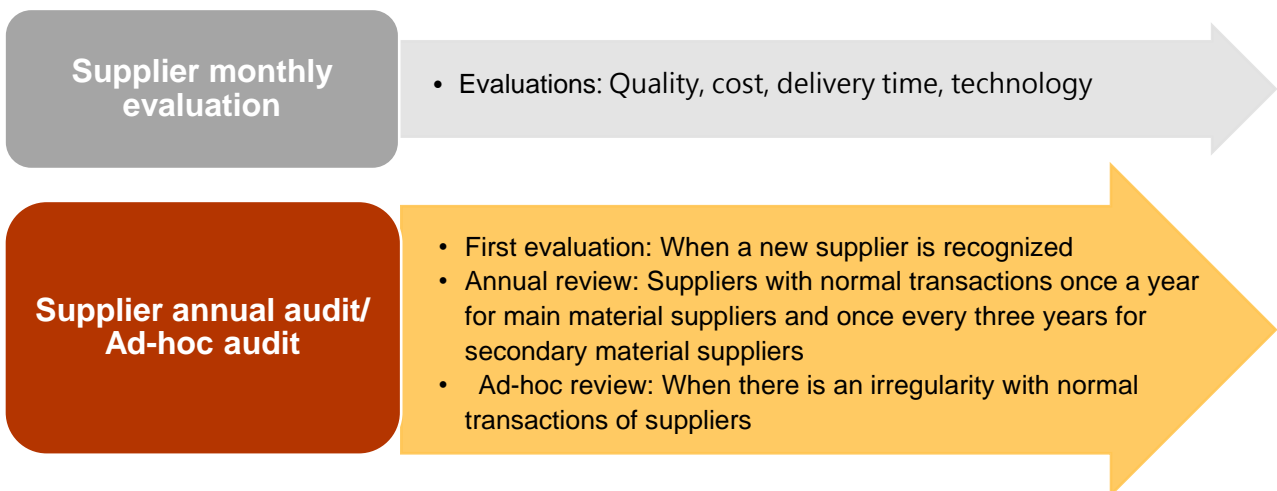 Supplier monthly
evaluation
• Evaluations: Quality, cost, delivery time, technology
Supplier annual audit/
Ad-hoc audit
• First evaluation: When a new supplier is recognized
• Annual review: Suppliers with normal transactions once a year
for main material suppliers and once every three years for
secondary material suppliers
• Ad-hoc review: When there is an irregularity with normal
transactions of suppliers